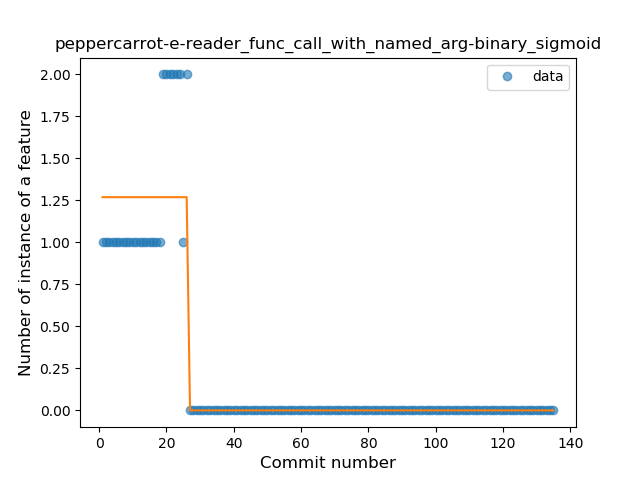 peppercarrot-e-reader_func_call_with_named_arg-binary_sigmoid
data
Number of instance of a feature
2.00
1.75
1.50
1.25
1.00
0.75
0.50
0.25
0.00
0 20 40 60 80 100 120 140
Commit number